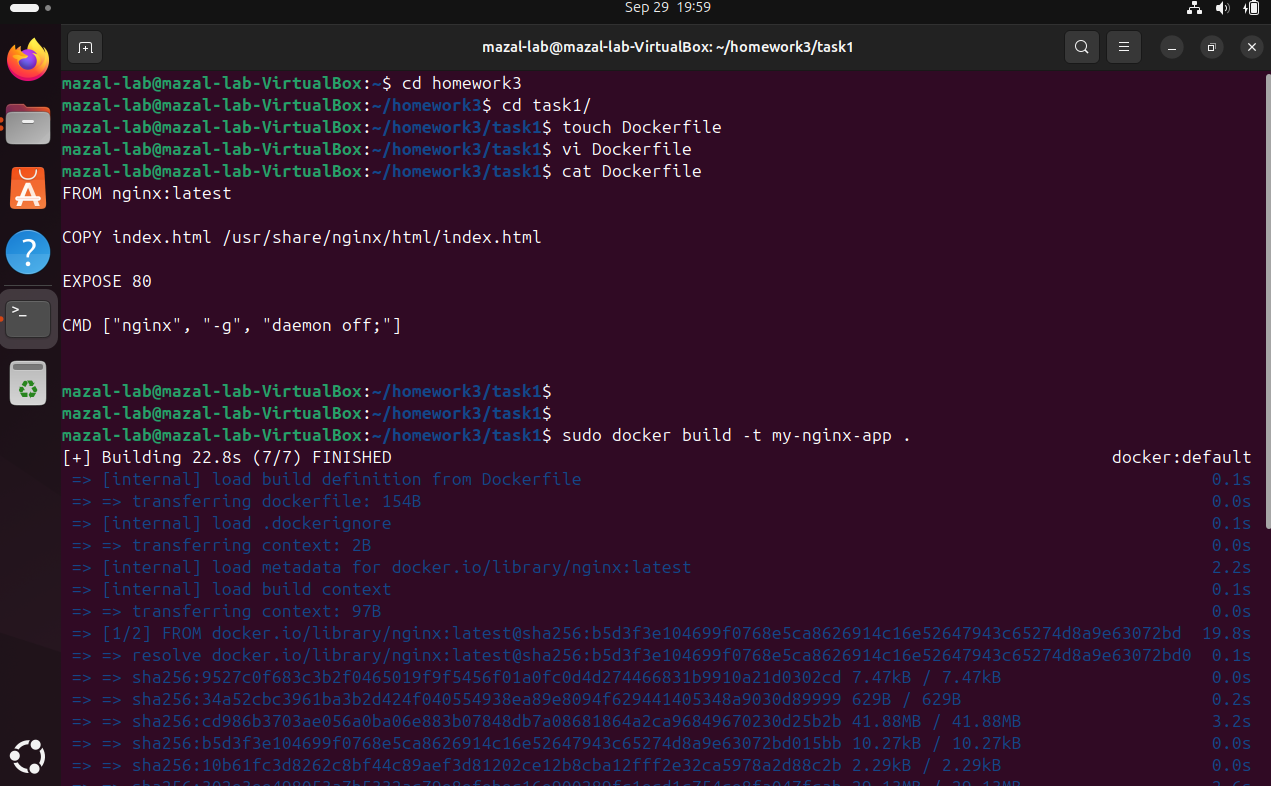 Sep 29 19:59
mazal-lab@mazal-lab-VirtualBox: ~/homework3/task1
mazal-lab@mazal-lab-VirtualBox:~$ cd homework3
mazal-lab@mazal-lab-VirtualBox:~/homework3$ cd task1/
mazal-lab@mazal-lab-VirtualBox:~/homework3/task1$ touch Dockerfile
mazal-lab@mazal-lab-VirtualBox:~/homework3/task1$ vi Dockerfile
mazal-lab@mazal-lab-VirtualBox:~/homework3/task1$ cat Dockerfile
FROM nginx:latest
COPY index.html /usr/share/nginx/html/index.html
EXPOSE 80
CMD ["nginx", "-g", "daemon off;"]
mazal-lab@mazal-lab-VirtualBox:~/homework3/task1$
mazal-lab@mazal-lab-VirtualBox:~/homework3/task1$
mazal-lab@mazal-lab-VirtualBox:~/homework3/task1$ sudo docker build -t my-nginx-app .
[+] Building 22.8s (7/7) FINISHED docker:default
=> [internal] load build definition from Dockerfile 0.1s
=> => transferring dockerfile: 154B 0.0s
=> [internal] load .dockerignore 0.1s
=> => transferring context: 2B 0.0s
=> [internal] load metadata for docker.io/library/nginx:latest 2.2s
=> [internal] load build context 0.1s
=> => transferring context: 97B 0.0s
=> [1/2] FROM docker.io/library/nginx:latest@sha256:b5d3f3e104699f0768e5ca8626914c16e52647943c65274d8a9e63072bd 19.8s
=> => resolve docker.io/library/nginx:latest@sha256:b5d3f3e104699f0768e5ca8626914c16e52647943c65274d8a9e63072bd0 0.1s
=> => sha256:9527c0f683c3b2f0465019f9f5456f01a0fc0d4d274466831b9910a21d0302cd 7.47kB / 7.47kB 0.0s
=> => sha256:34a52cbc3961ba3b2d424f040554938ea89e8094f629441405348a9030d89999 629B / 629B 0.2s
=> => sha256:cd986b3703ae056a0ba06e883b07848db7a08681864a2ca96849670230d25b2b 41.88MB / 41.88MB 3.2s
=> => sha256:b5d3f3e104699f0768e5ca8626914c16e52647943c65274d8a9e63072bd015bb 10.27kB / 10.27kB 0.0s
=> => sha256:10b61fc3d8262c8bf44c89aef3d81202ce12b8cba12fff2e32ca5978a2d88c2b 2.29kB / 2.29kB 0.0s